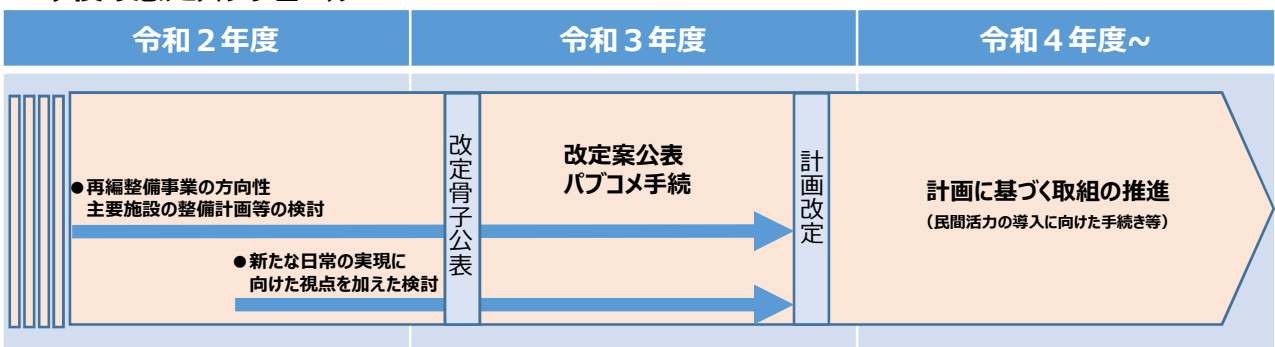 令和２年度
令和３年度
令和４年度~
●再編整備事業の方向性
主要施設の整備計画等の検討
●新たな日常の実現に
向けた視点を加えた検討
改定骨子公表
改定案公表
パブコメ手続
計画改定
計画に基づく取組の推進
（民間活力の導入に向けた手続き等）